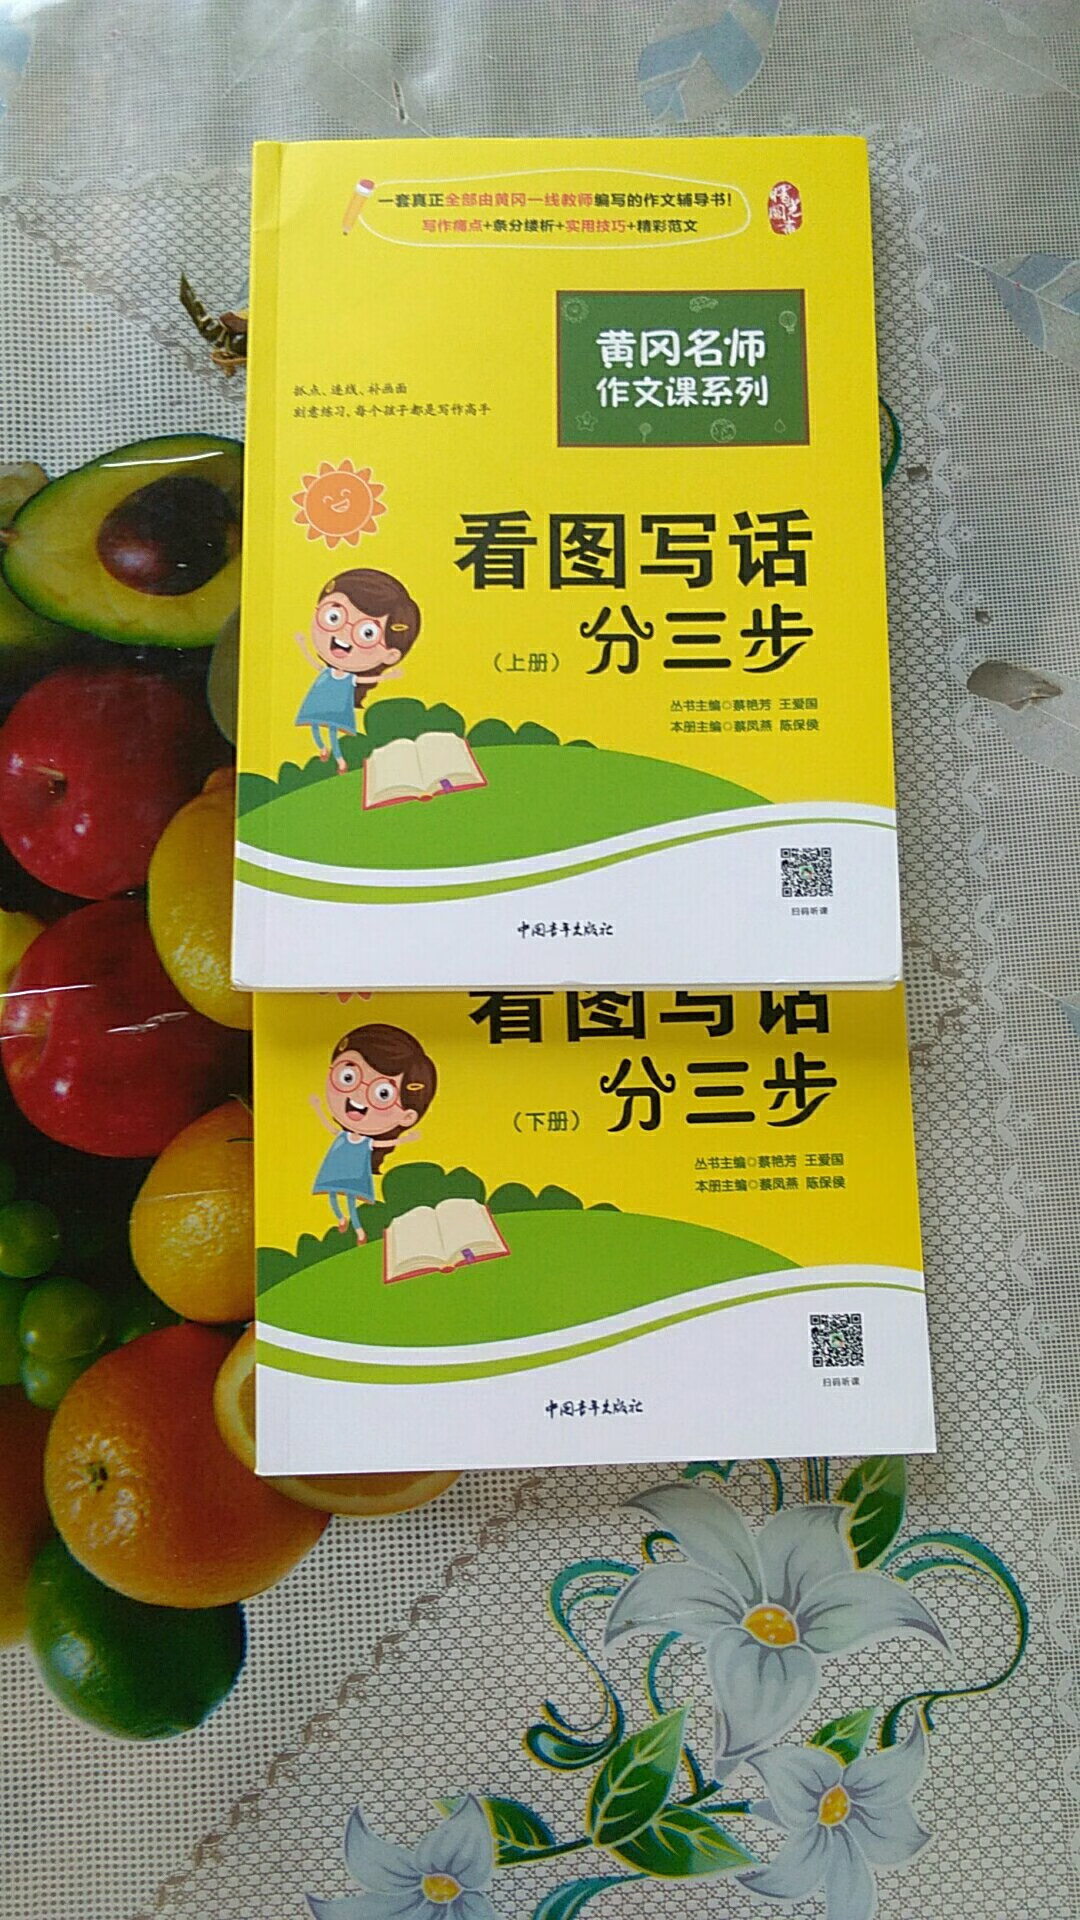 一套真正全部由黄冈一线教师编写的作文辅导书!
写作痛点+条分缕析+实用技巧+精彩范文
黄冈名师
作文课系列
抓点、连线、补画面
刻意练习,每个孩子都是写作高手
看图写话
分三步
(上册)
丛书主编◎蔡艳芳 王爱国
本册主编◎蔡凤燕 陈保侯
扫码听课
中国青年出版社
看图写话
分三步
(下册)
丛书主编◎蔡艳芳 王爱国
本册主编◎蔡凤燕 陈保侯
扫码听课
中国青年出版社